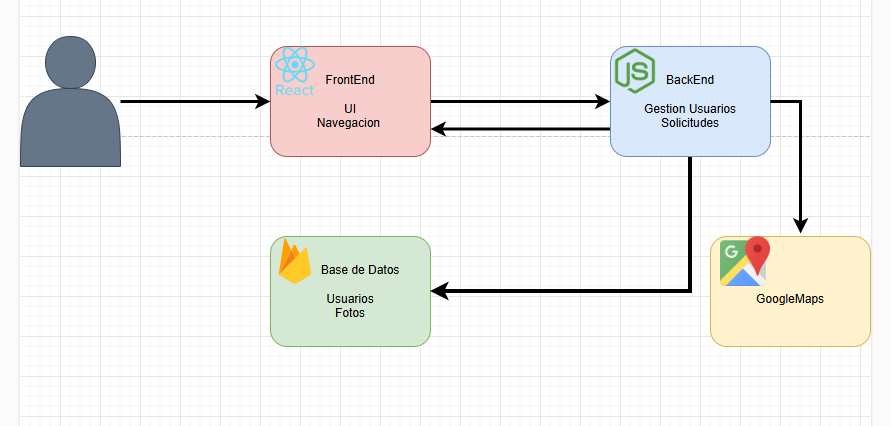 React
FrontEnd
UI
Navegacion
JS
BackEnd
Gestion Usuarios
Solicitudes
Base de Datos
Usuarios
Fotos
G
GoogleMaps